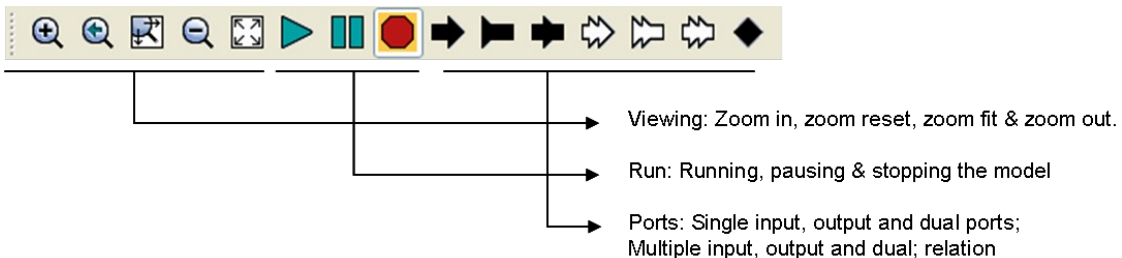 Viewing: Zoom in, zoom reset, zoom fit & zoom out.
Run: Running, pausing & stopping the model
Ports: Single input, output and dual ports;
Multiple input, output and dual; relation